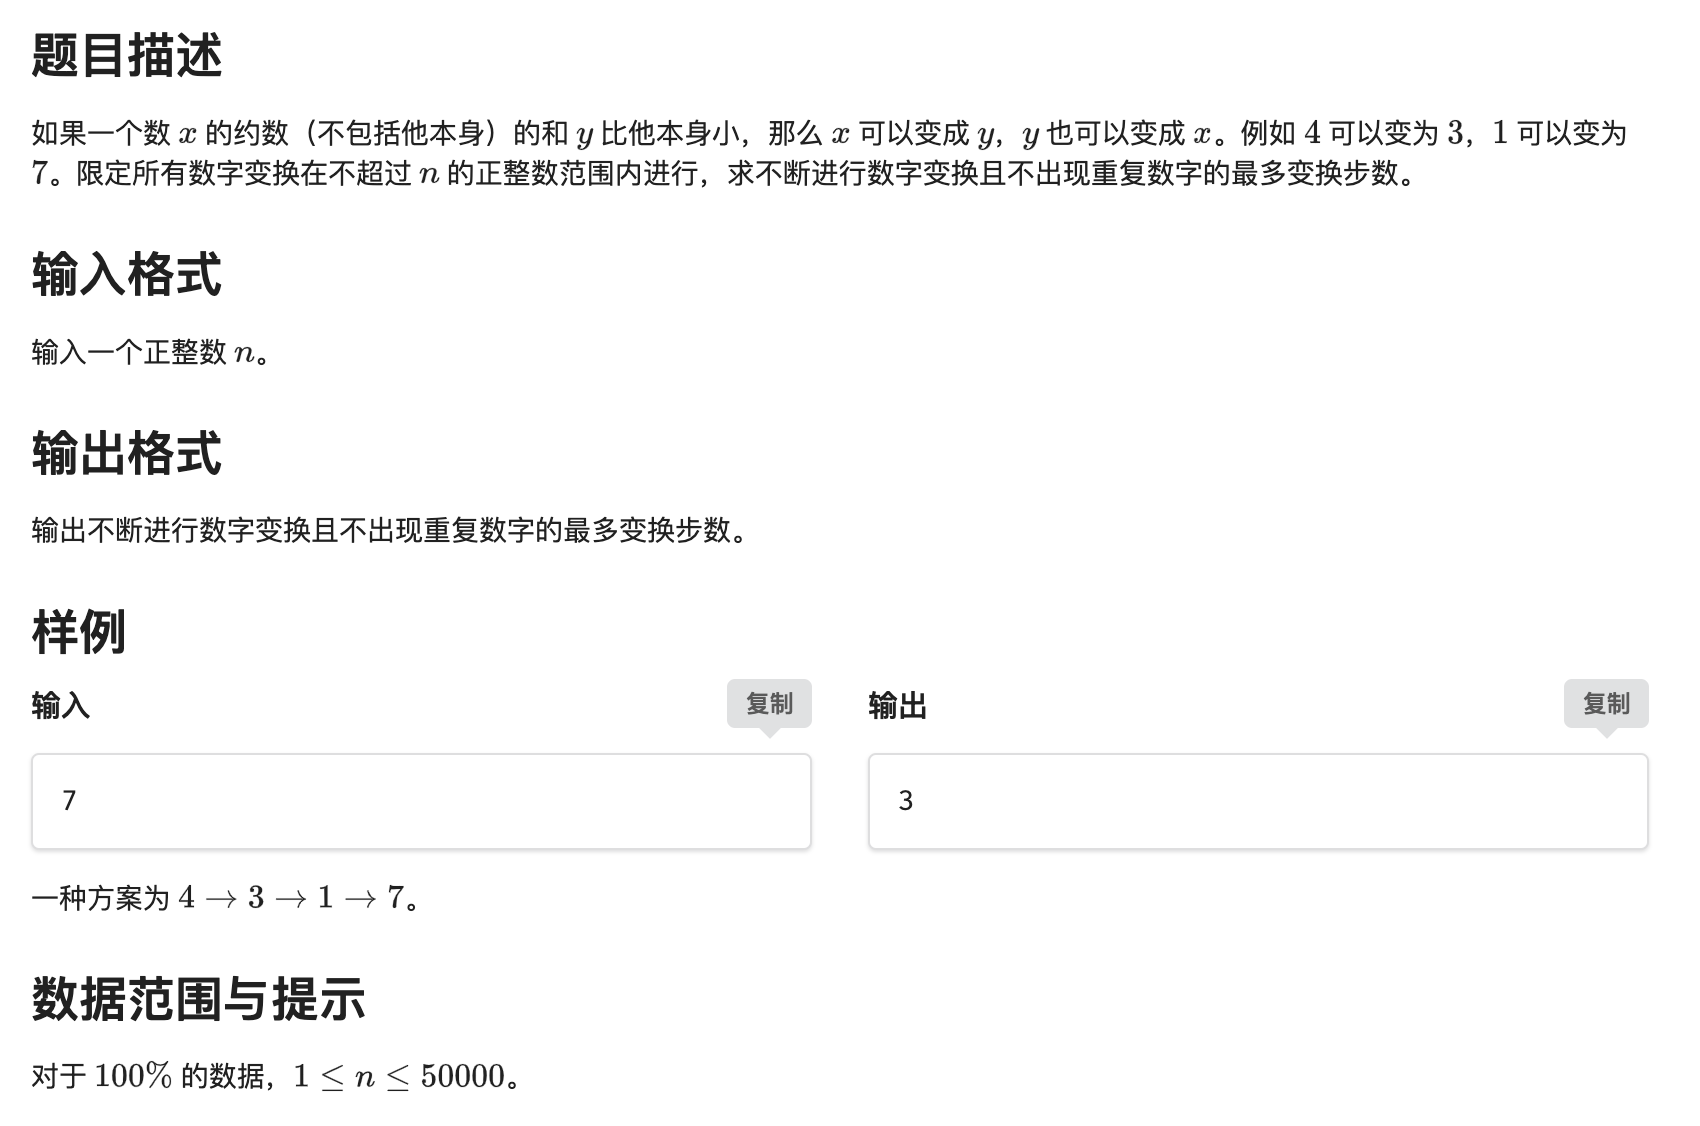 题目描述
如果一个数 x 的约数（不包括他本身）的和 y 比他本身小，那么 x 可以变成 y，y 也可以变成 x。例如 4 可以变为 3，1 可以变为
7。限定所有数字变换在不超过 n 的正整数范围内进行，求不断进行数字变换且不出现重复数字的最多变换步数。
输入格式
输入一个正整数 n。
输出格式
输出不断进行数字变换且不出现重复数字的最多变换步数。
样例
输入 复制 输出 复制
7 3
一种方案为 4 → 3 → 1 → 7。
数据范围与提示
对于 100% 的数据，1 ≤ n ≤ 50000。